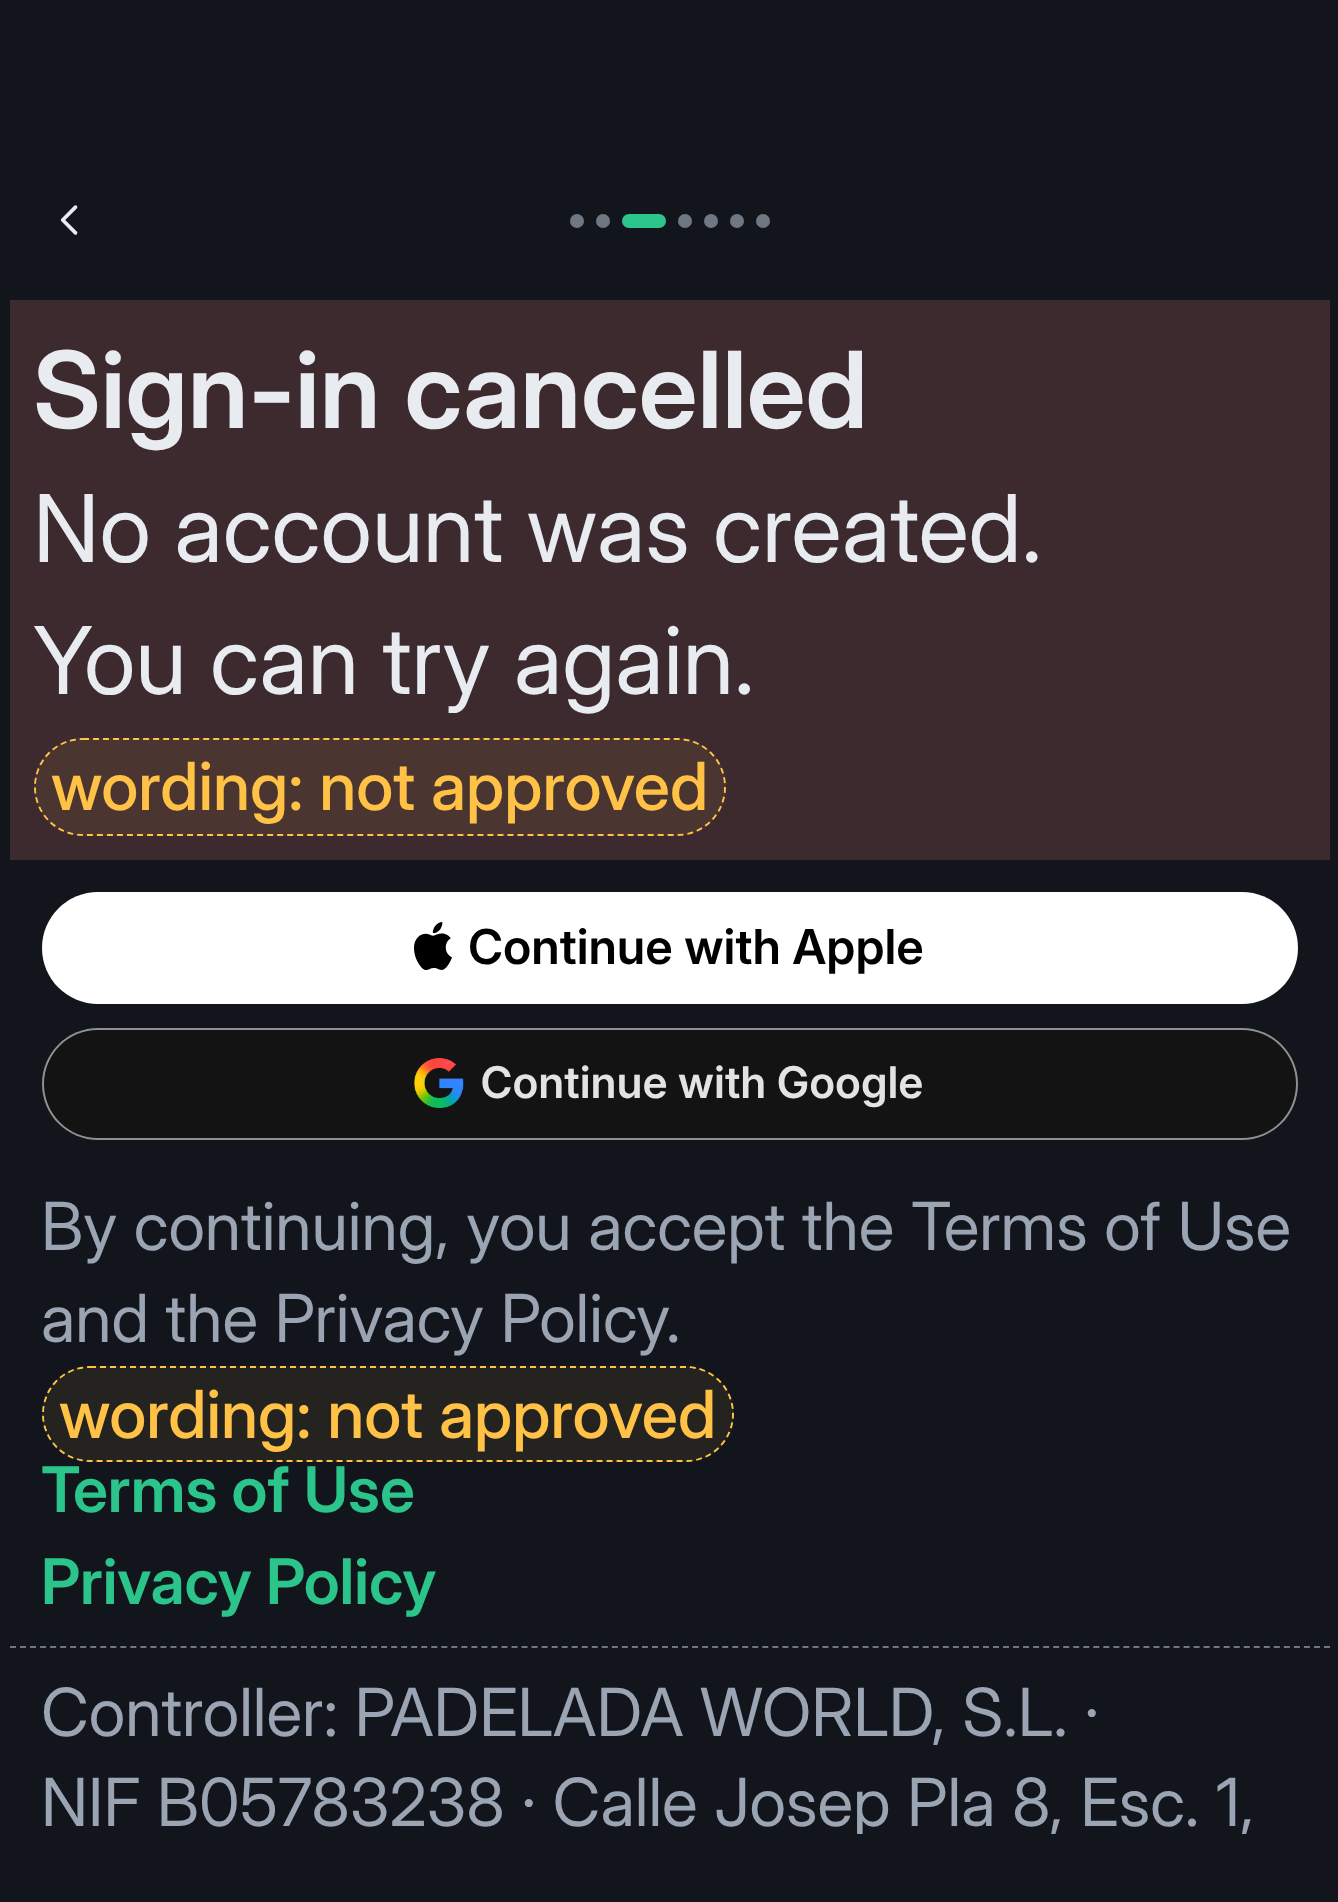 Sign-in cancelled
No account was created.
You can try again.
wording: not approved
Continue with Apple
Continue with Google
By continuing, you accept the Terms of Use
and the Privacy Policy.
wording: not approved
Terms of Use
Privacy Policy
Controller: PADELADA WORLD, S.L. ·
NIF B05783238 · Calle Josep Pla 8, Esc. 1,